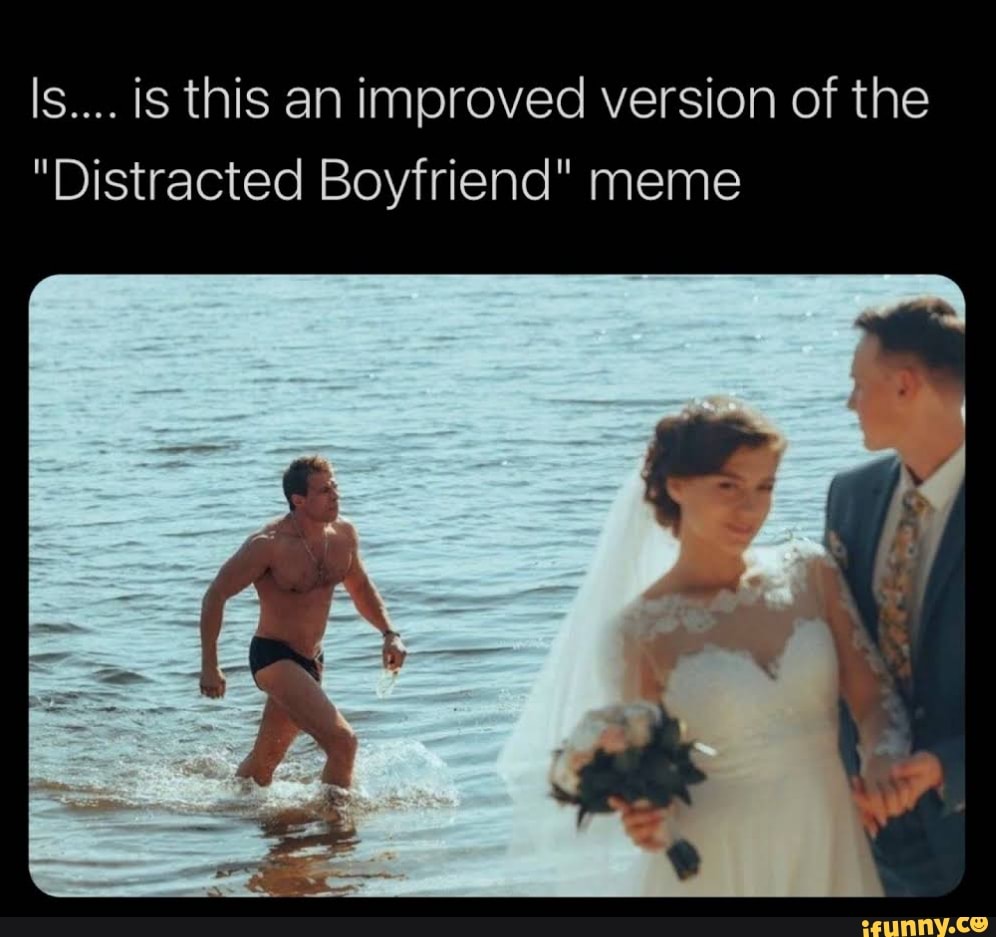 Is.... is this an improved version of the
"Distracted Boyfriend" meme
ifunny.co